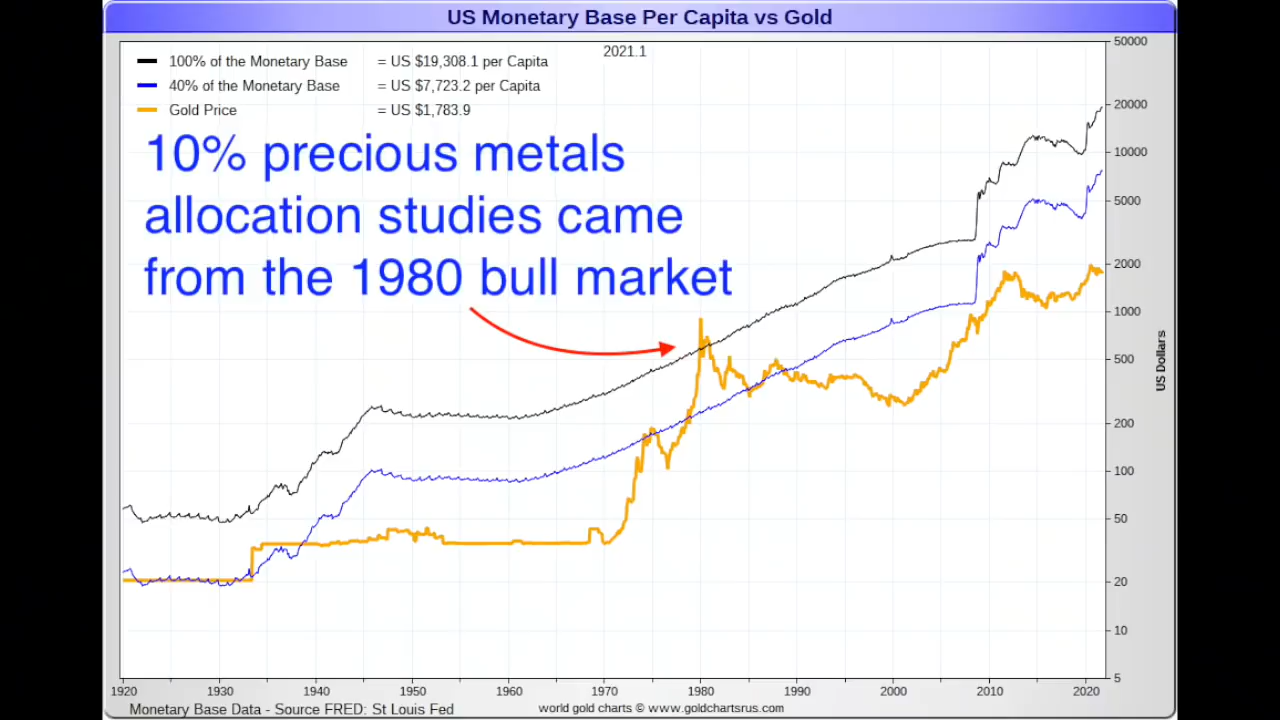 US Monetary Base Per Capita vs Gold
2021.1
100% of the Monetary Base = US $19,308.1 per Capita
40% of the Monetary Base = US $7,723.2 per Capita
Gold Price = US $1,783.9
10% precious metals
allocation studies came
from the 1980 bull market
50000
20000
10000
5000
2000
1000
500
200
100
50
20
10
5
US Dollars
1920 1930 1940 1950 1960 1970 1980 1990 2000 2010 2020
Monetary Base Data - Source FRED: St Louis Fed
world gold charts © www.goldchartsrus.com